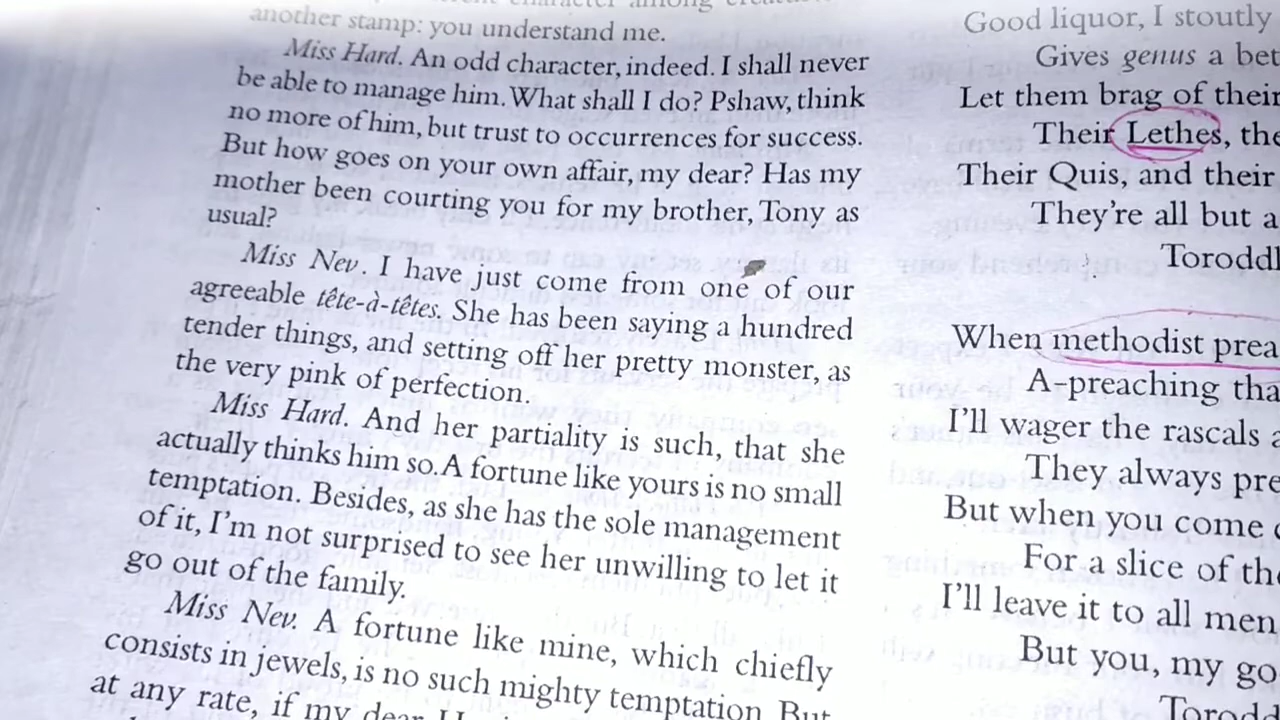 another stamp: you understand me.
Miss Hard. An odd character, indeed. I shall never
be able to manage him. What shall I do? Pshaw, think
no more of him, but trust to occurrences for success.
But how goes on your own affair, my dear? Has my
mother been courting you for my brother, Tony as
usual?
Miss Nev. I have just come from one of our
agreeable tête-à-têtes. She has been saying a hundred
tender things, and setting off her pretty monster, as
the very pink of perfection.
Miss Hard. And her partiality is such, that she
actually thinks him so. A fortune like yours is no small
temptation. Besides, as she has the sole management
of it, I'm not surprised to see her unwilling to let it
go out of the family.
Miss Nev. A fortune like mine, which chiefly
consists in jewels, is no such mighty temptation. But
at any rate, if my dear
Good liquor, I stoutly
Gives genus a bet
Let them brag of their
Their Lethes, the
Their Quis, and their
They're all but a
Toroddl
When methodist prea
A-preaching tha
I'll wager the rascals a
They always pre
But when you come
For a slice of the
I'll leave it to all men
But you, my go
Torodd